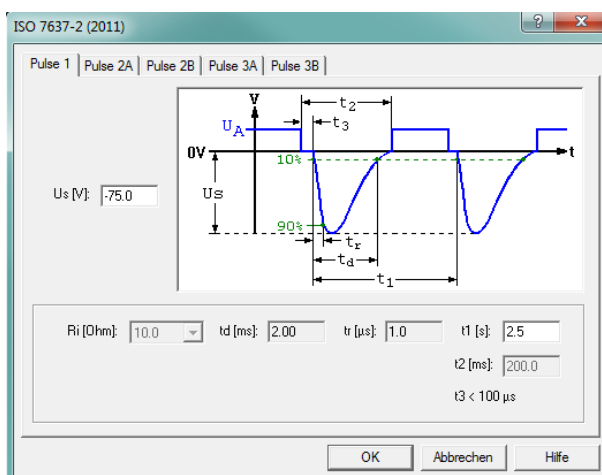 ISO 7637-2 (2011)
Pulse 1 Pulse 2A Pulse 2B Pulse 3A Pulse 3B
V
t2
t3
UA
0V
t
10%
Us
Us [V]: -75.0
90%
tr
td
t1
Ri [Ohm]: 10.0 td [ms]: 2.00 tr [µs]: 1.0 t1 [s]: 2.5
t2 [ms]: 200.0
t3 < 100 µs
OK Abbrechen Hilfe